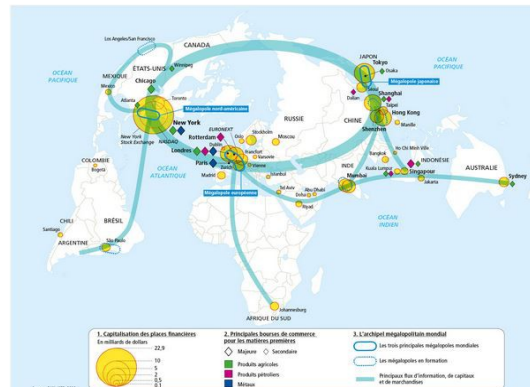 Los Angeles/San Francisco
CANADA
OCÉAN
PACIFIQUE
ÉTATS-UNIS
Winnipeg
MEXIQUE
Chicago
Mexico
Atlanta
Toronto
Mégalopole nord-américaine
New York
New York
Stock Exchange
NASDAQ
EURONEXT
Rotterdam
Dublin
Oslo
Stockholm
Moscou
Londres
Francfort
Varsovie
Paris
Zurich
Vienne
Madrid
Istanbul
Mégalopole européenne
OCÉAN
ATLANTIQUE
COLOMBIE
Bogotá
BRÉSIL
CHILI
Santiago
São Paulo
ARGENTINE
RUSSIE
Tel Aviv
Abu Dhabi
Doha
Riyad
JAPON
Tokyo
Osaka
Mégalopole japonaise
Séoul
Dalian
Shanghai
Taipei
CHINE
Hong Kong
Shenzhen
Manille
OCÉAN
PACIFIQUE
INDE
Mumbai
Bangkok
Ho Chi Minh Ville
Kuala Lumpur
INDONÉSIE
Singapour
Jakarta
AUSTRALIE
Sydney
OCÉAN
INDIEN
Johannesburg
AFRIQUE DU SUD
1. Capitalisation des places financières
En milliards de dollars
22,9
10
5
2
0,5
0,1
2. Principales bourses de commerce
pour les matières premières
Majeure
Secondaire
Produits agricoles
Produits pétroliers
Métaux
3. L'archipel mégalopolitain mondial
Les trois principales mégalopoles mondiales
Les mégalopoles en formation
Principaux flux d'information, de capitaux
et de marchandises